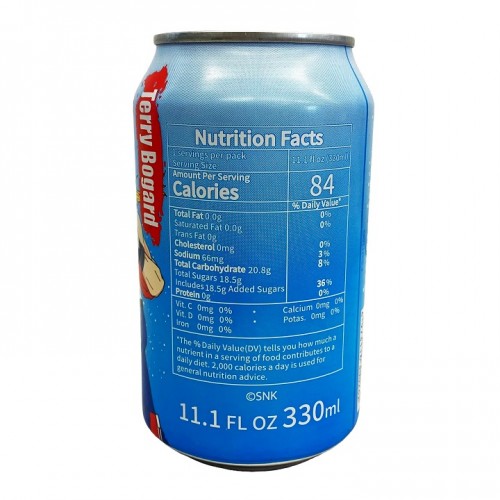 Terry Bogard
Nutrition Facts
servings per pack
Serving Size 11.1 fl oz (330ml)
Amount Per Serving
Calories 84
% Daily Value*
Total Fat 0.0g 0%
Saturated Fat 0.0g 0%
Trans Fat 0g
Cholesterol 0mg 0%
Sodium 66mg 3%
Total Carbohydrate 20.8g 8%
Total Sugars 18.5g
Includes 18.5g Added Sugars 36%
Protein 0g 0%
Vit. C 0mg 0% · Calcium 0mg 0%
Vit. D 0mg 0% · Potas. 0mg 0%
Iron 0mg 0%
*The % Daily Value(DV) tells you how much a
nutrient in a serving of food contributes to a
daily diet. 2,000 calories a day is used for
general nutrition advice.
©SNK
11.1 FL OZ 330ml